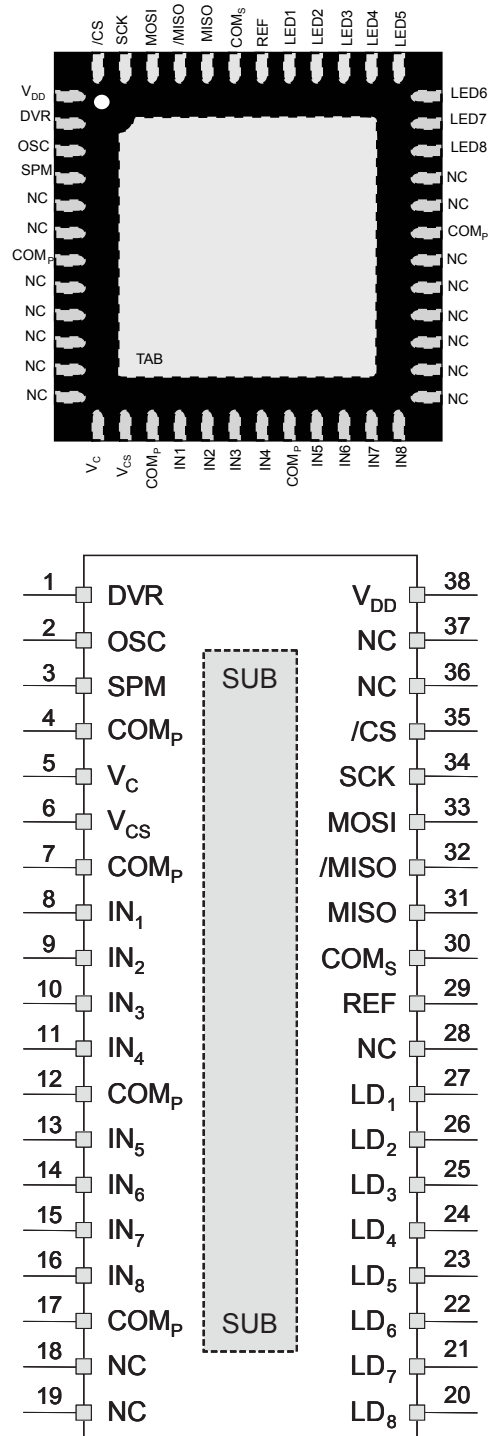 /CS SCK MOSI /MISO MISO COMS REF LED1 LED2 LED3 LED4 LED5
VDD LED6
DVR LED7
OSC LED8
SPM NC
NC NC
NC COMP
COMP NC
NC NC
NC NC
NC NC
NC NC
NC NC
TAB
VC VCS COMP IN1 IN2 IN3 IN4 COMP IN5 IN6 IN7 IN8
1 DVR VDD 38
2 OSC NC 37
3 SPM SUB NC 36
4 COMP /CS 35
5 VC SCK 34
6 VCS MOSI 33
7 COMP /MISO 32
8 IN1 MISO 31
9 IN2 COMS 30
10 IN3 REF 29
11 IN4 NC 28
12 COMP LD1 27
13 IN5 LD2 26
14 IN6 LD3 25
15 IN7 LD4 24
16 IN8 LD5 23
17 COMP SUB LD6 22
18 NC LD7 21
19 NC LD8 20